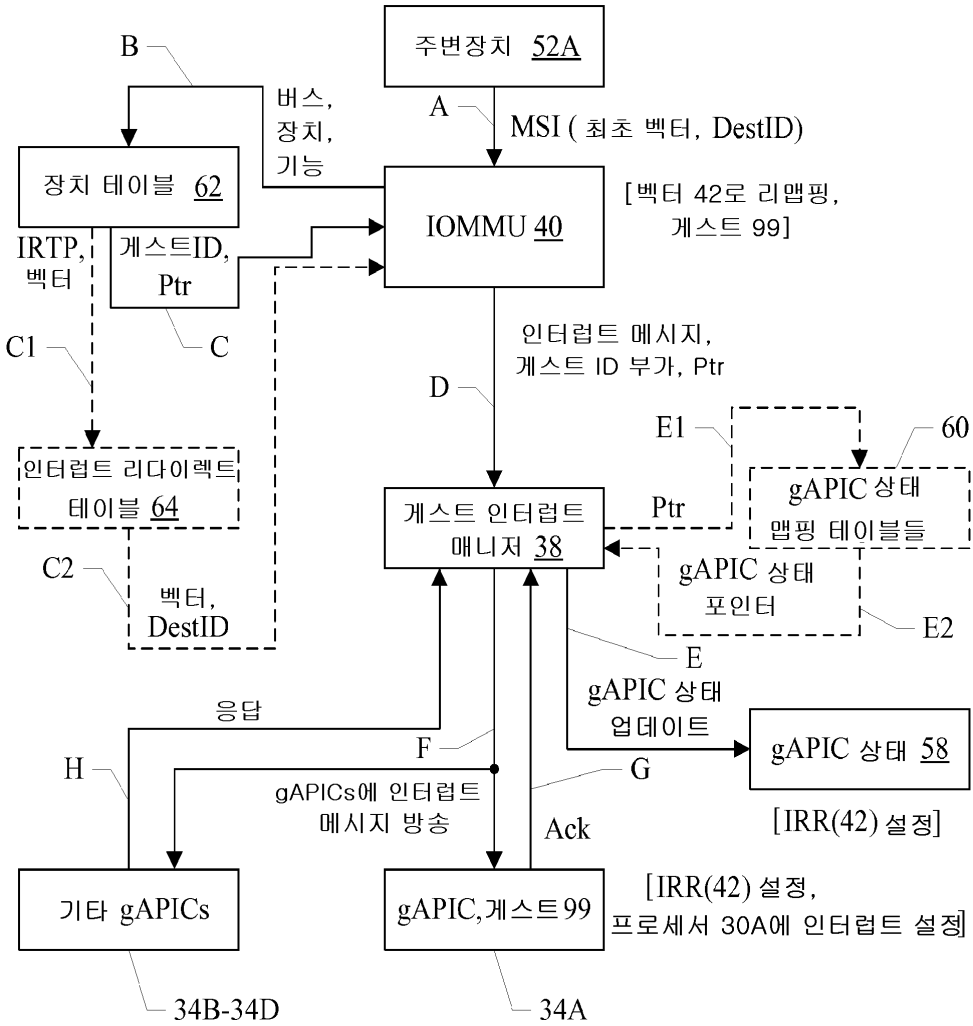 주변장치 52A
B
버스,
장치,
기능
A
MSI ( 최초 벡터, DestID)
장치 테이블 62
IOMMU 40
[벡터 42로 리맵핑,
게스트 99]
IRTP,
벡터
게스트ID,
Ptr
C1
C
인터럽트 메시지,
게스트 ID 부가, Ptr
D
E1
60
인터럽트 리다이렉트
테이블 64
게스트 인터럽트
매니저 38
Ptr
gAPIC 상태
맵핑 테이블들
C2
벡터,
DestID
gAPIC 상태
포인터
E2
E
gAPIC 상태
업데이트
응답
F
G
gAPIC 상태 58
H
gAPICs에 인터럽트
메시지 방송
Ack
[IRR(42) 설정]
기타 gAPICs
gAPIC,게스트99
[IRR(42) 설정,
프로세서 30A에 인터럽트 설정]
34B-34D
34A